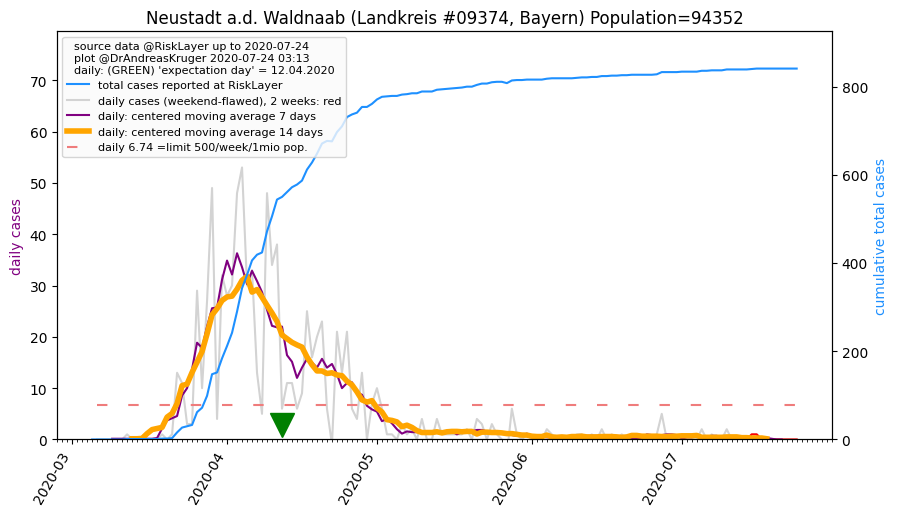 Neustadt a.d. Waldnaab (Landkreis #09374, Bayern) Population=94352
source data @RiskLayer up to 2020-07-24
plot @DrAndreasKruger 2020-07-24 03:13
daily: (GREEN) 'expectation day' = 12.04.2020
total cases reported at RiskLayer
daily cases (weekend-flawed), 2 weeks: red
daily: centered moving average 7 days
daily: centered moving average 14 days
daily 6.74 =limit 500/week/1mio pop.
daily cases
70
60
50
40
30
20
10
0
cumulative total cases
800
600
400
200
0
2020-03
2020-04
2020-05
2020-06
2020-07